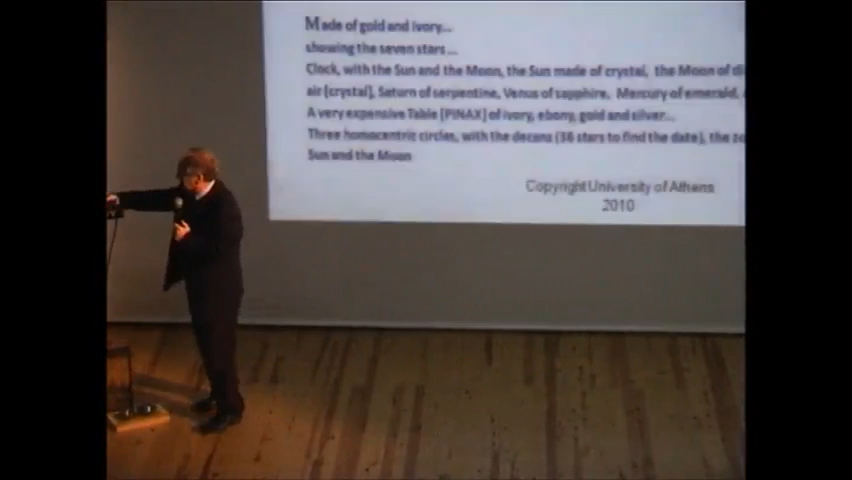 Made of gold and ivory...
showing the seven stars...
Clock, with the Sun and the Moon, the Sun made of crystal, the Moon of di
air [crystal], Saturn of serpentine, Venus of sapphire, Mercury of emerald,
A very expensive Table [PINAX] of ivory, ebony, gold and silver...
Three homocentric circles, with the decans (36 stars to find the date), the zo
Sun and the Moon
Copyright University of Athens
2010